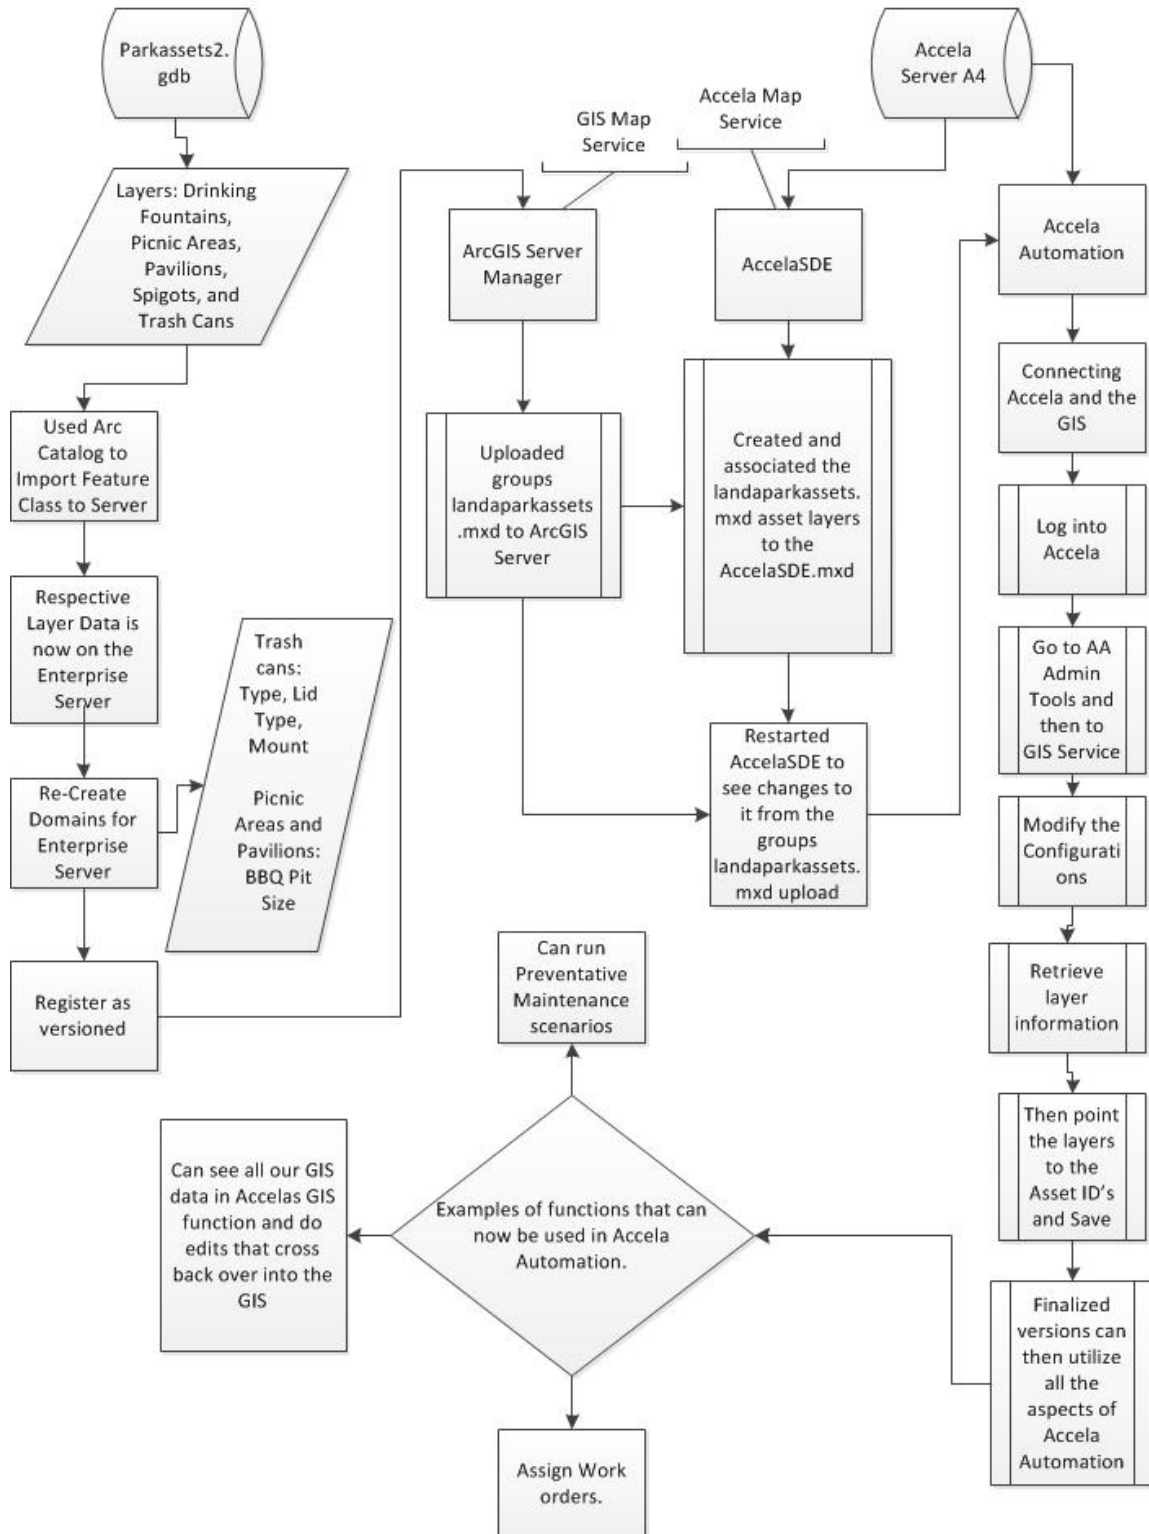 Parkassets2.
gdb
Layers: Drinking
Fountains,
Picnic Areas,
Pavilions,
Spigots, and
Trash Cans
Used Arc
Catalog to
Import Feature
Class to Server
Respective
Layer Data is
now on the
Enterprise
Server
Re-Create
Domains for
Enterprise
Server
Trash
cans:
Type, Lid
Type,
Mount
Picnic
Areas and
Pavilions:
BBQ Pit
Size
Register as
versioned
GIS Map
Service
ArcGIS Server
Manager
Uploaded
groups
landaparkassets
.mxd to ArcGIS
Server
Accela Map
Service
AccelaSDE
Created and
associated the
landaparkassets.
mxd asset layers
to the
AccelaSDE.mxd
Restarted
AccelaSDE to
see changes to
it from the
groups
landaparkassets.
mxd upload
Accela
Server A4
Accela
Automation
Connecting
Accela and the
GIS
Log into
Accela
Go to AA
Admin
Tools and
then to
GIS Service
Modify the
Configurati
ons
Retrieve
layer
information
Then point
the layers
to the
Asset ID’s
and Save
Finalized
versions can
then utilize
all the
aspects of
Accela
Automation
Examples of functions that can
now be used in Accela
Automation.
Can run
Preventative
Maintenance
scenarios
Can see all our GIS
data in Accelas GIS
function and do
edits that cross
back over into the
GIS
Assign Work
orders.